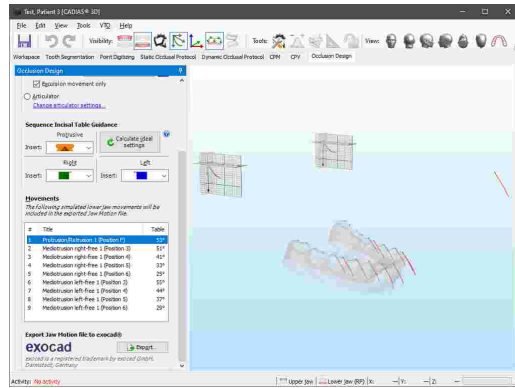 Test_Patient 3 [CADIAS® 3D]
File Edit View Tools VTO Help
Visibility: Tools: View:
Workspace Tooth Segmentation Point Digitizing Static Occlusal Protocol Dynamic Occlusal Protocol CPM CPV Occlusion Design
Occlusion Design
Excursion movement only
Articulator
Change articulator settings...
Sequence Incisal Table Guidance
Protrusive
Insert:
Calculate ideal settings
Right Left
Insert: Insert:
Movements
The following simulated lower jaw movements will be
included in the exported Jaw Motion file.
# Title Table
1 Protrusion/Retrusion 1 (Position P) 53°
2 Mediotrusion right-free 1 (Position 3) 51°
3 Mediotrusion right-free 1 (Position 4) 41°
4 Mediotrusion right-free 1 (Position 5) 33°
5 Mediotrusion right-free 1 (Position 6) 25°
6 Mediotrusion left-free 1 (Position 3) 55°
7 Mediotrusion left-free 1 (Position 4) 44°
8 Mediotrusion left-free 1 (Position 5) 37°
9 Mediotrusion left-free 1 (Position 6) 29°
Export Jaw Motion file to exocad®
exocad Export...
exocad is a registered trademark by exocad GmbH,
Darmstadt, Germany
Activity: No activity Upper Jaw Lower Jaw (RP) X: — Y: — Z: —